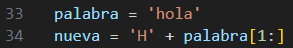 33 palabra = 'hola'
34 nueva = 'H' + palabra[1:]